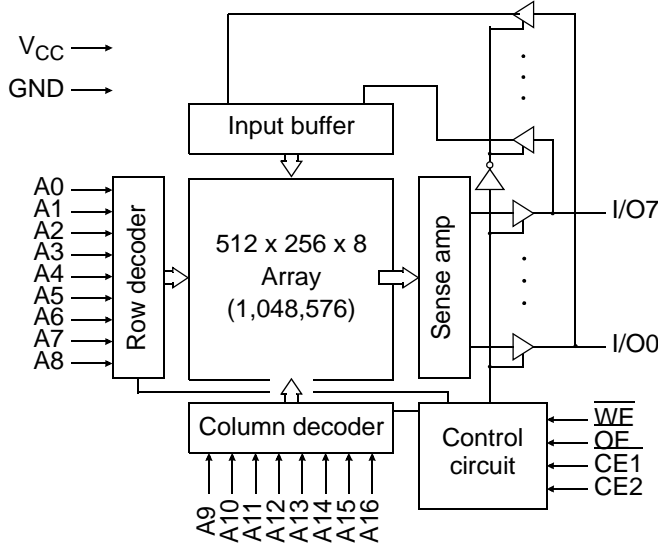 VCC
GND
Input buffer
A0
A1
A2
A3
A4
A5
A6
A7
A8
Row decoder
512 x 256 x 8
Array
(1,048,576)
Sense amp
I/O7
I/O0
Column decoder
Control
circuit
WE
OE
CE1
CE2
A9
A10
A11
A12
A13
A14
A15
A16